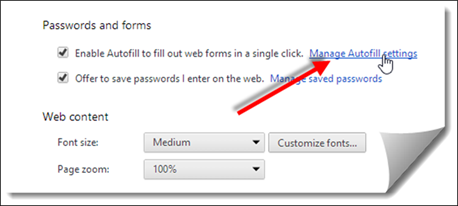 Passwords and forms
Enable Autofill to fill out web forms in a single click. Manage Autofill settings
Offer to save passwords I enter on the web. Manage saved passwords
Web content
Font size: Medium Customize fonts...
Page zoom: 100%